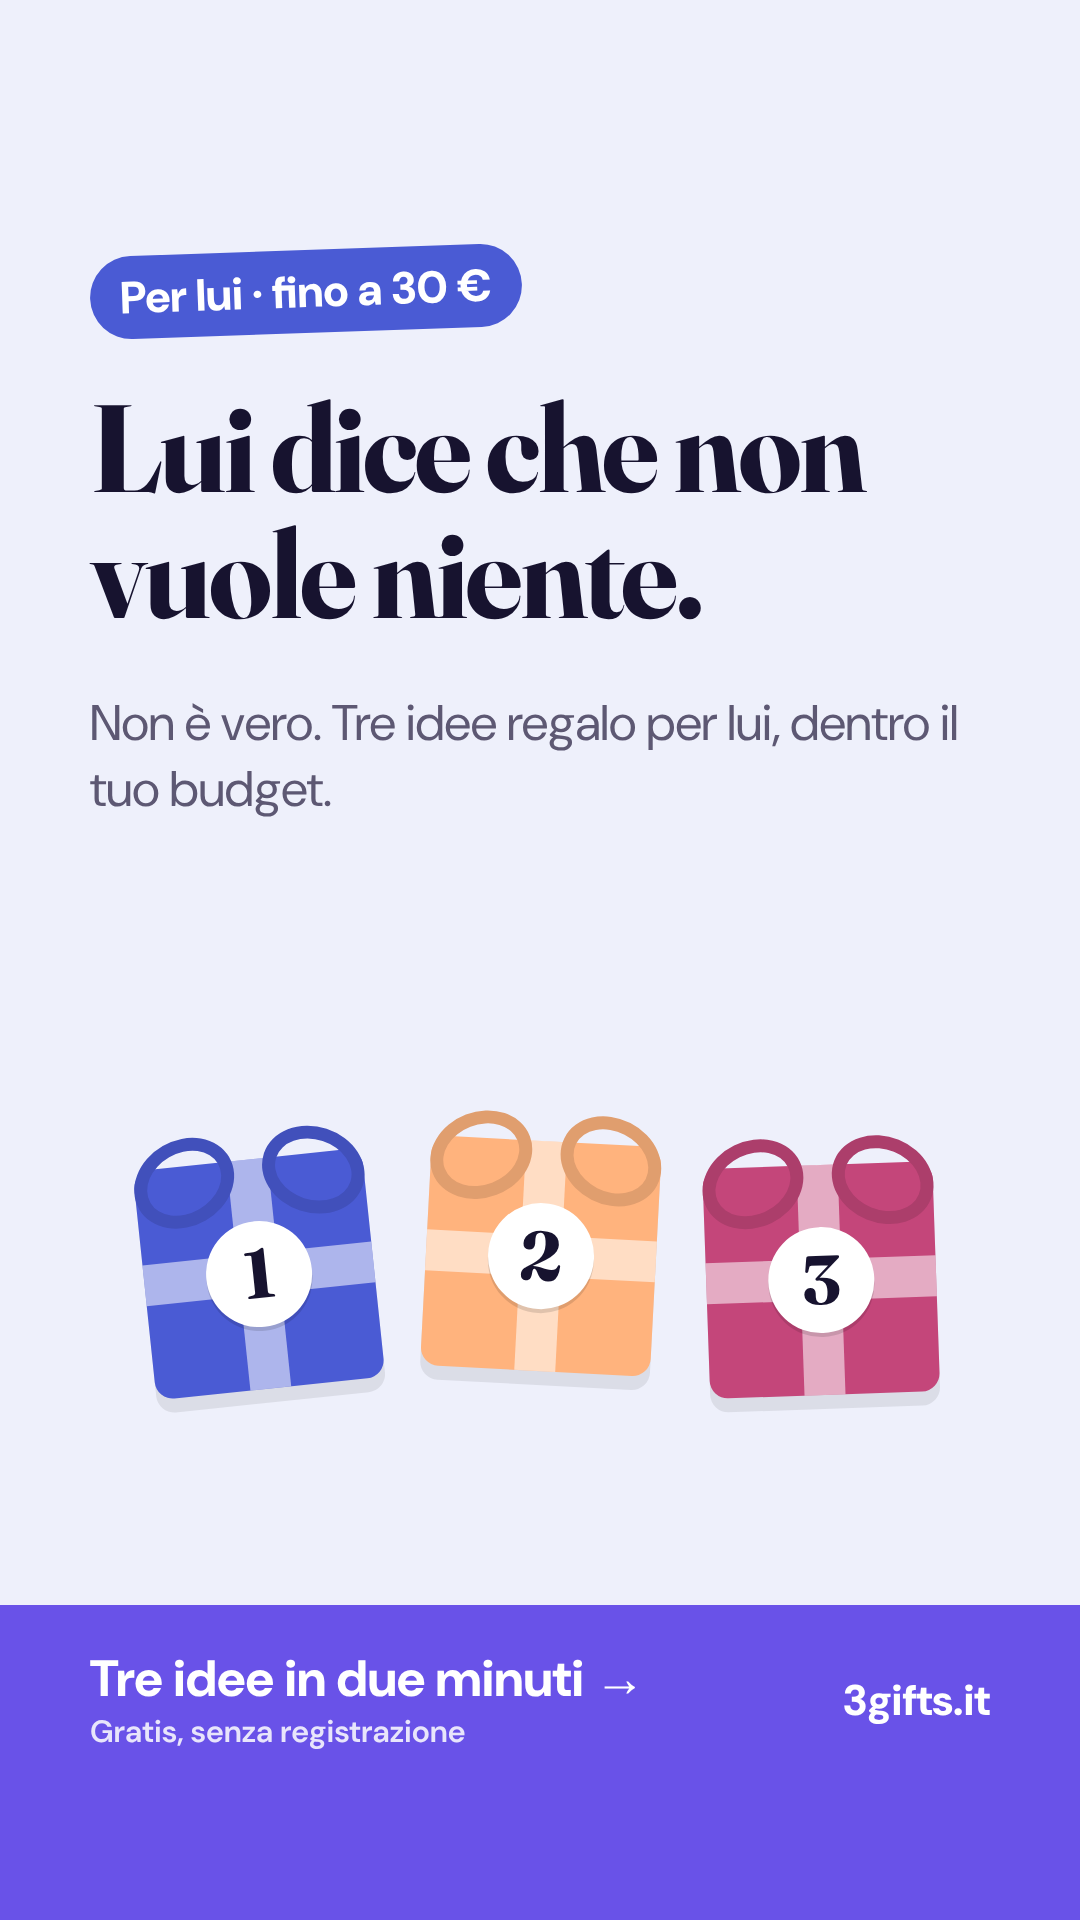 Per lui · fino a 30 €
Lui dice che non
vuole niente.
Non è vero. Tre idee regalo per lui, dentro il
tuo budget.
1
2
3
Tre idee in due minuti →
Gratis, senza registrazione
3gifts.it